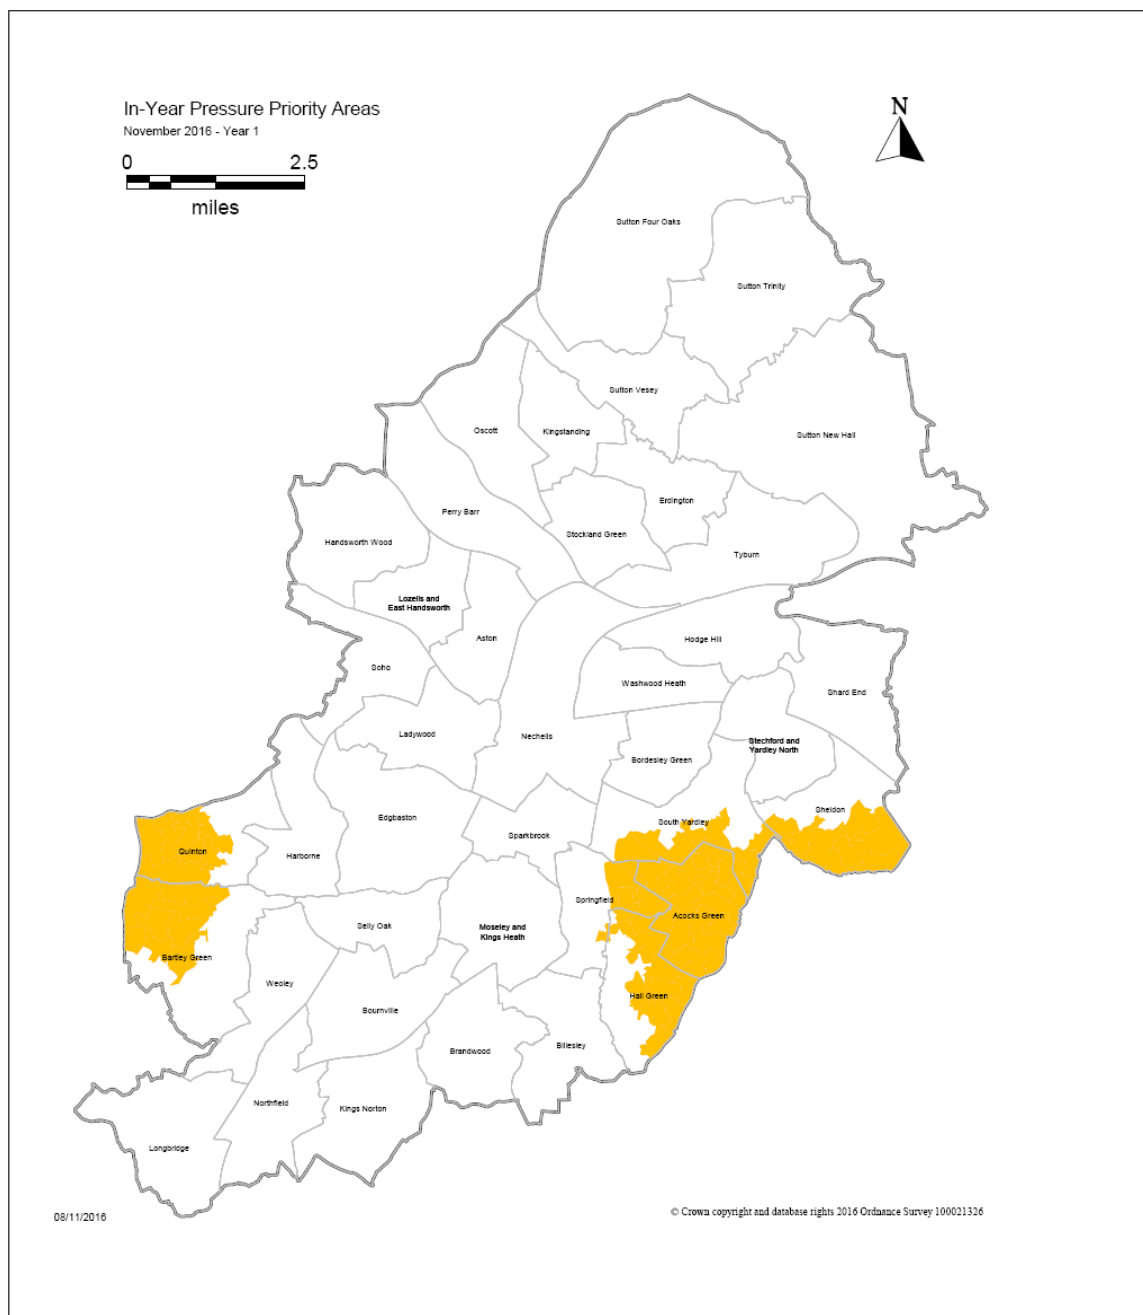 In-Year Pressure Priority Areas
November 2016 - Year 1
0 2.5
miles
N
Sutton Four Oaks
Sutton Trinity
Sutton Vesey
Sutton New Hall
Oscott
Kingstanding
Erdington
Perry Barr
Stockland Green
Handsworth Wood
Tyburn
Lozells and
East Handsworth
Aston
Hodge Hill
Soho
Washwood Heath
Shard End
Ladywood
Nechells
Stechford and
Yardley North
Bordesley Green
Sheldon
Edgbaston
South Yardley
Sparkbrook
Quinton
Harborne
Springfield
Acocks Green
Selly Oak
Moseley and
Kings Heath
Bartley Green
Weoley
Hall Green
Bournville
Brandwood
Billesley
Northfield
Kings Norton
Longbridge
08/11/2016
© Crown copyright and database rights 2016 Ordnance Survey 100021326